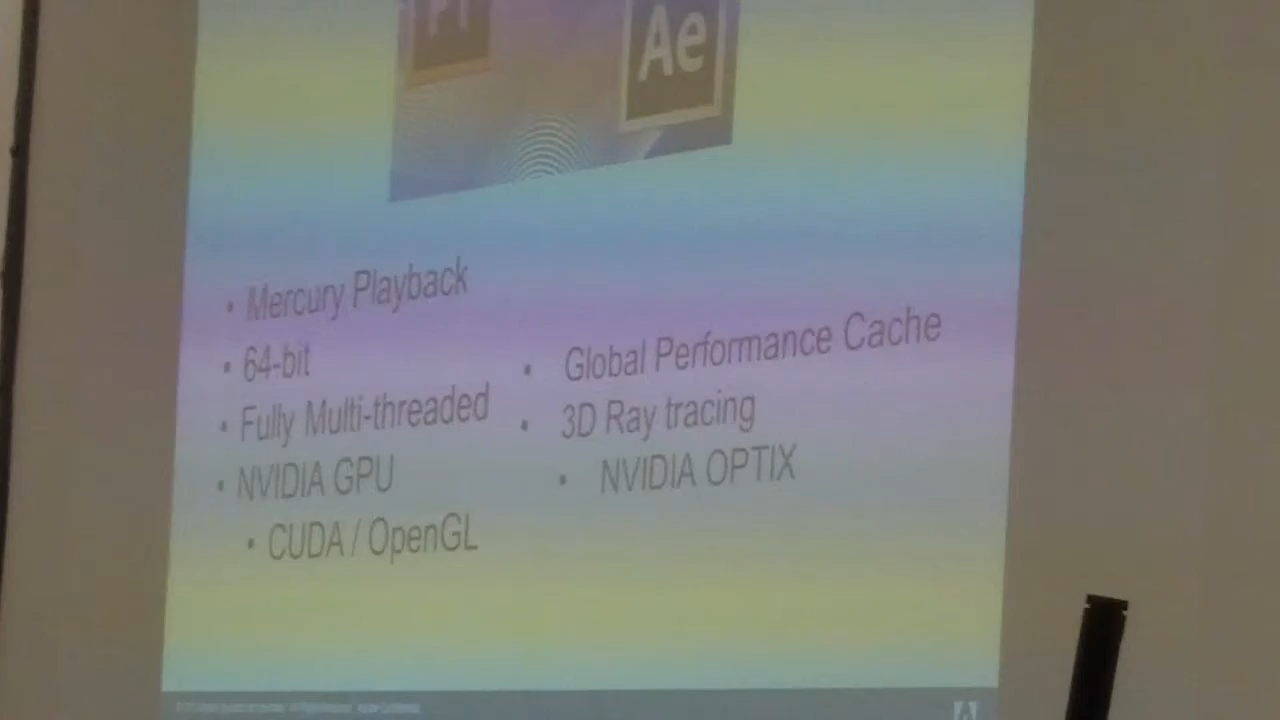 Pr
Ae
• Mercury Playback
• 64-bit
• Fully Multi-threaded
• NVIDIA GPU
• CUDA / OpenGL
• Global Performance Cache
• 3D Ray tracing
• NVIDIA OPTIX